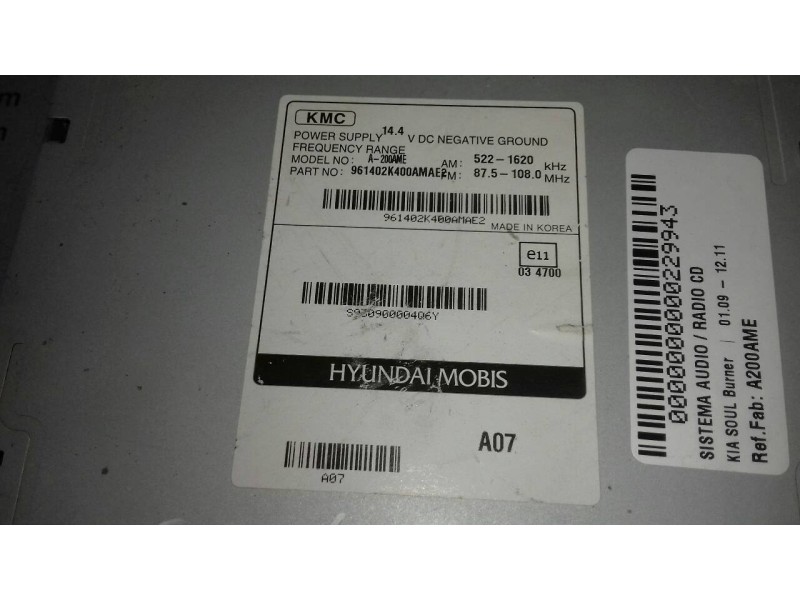 KMC
POWER SUPPLY 14.4 V DC NEGATIVE GROUND
FREQUENCY RANGE
MODEL NO: A-200AME AM: 522-1620 kHz
PART NO: 961402K400AMAE2 FM: 87.5-108.0 MHz
961402K400AMAE2
MADE IN KOREA
e11
03 4700
S93090000406Y
HYUNDAI MOBIS
A07
A07
0000000000000229943
SISTEMA AUDIO / RADIO CD
KIA SOUL Burner | 01.09 - 12.11
Ref.Fab: A200AME